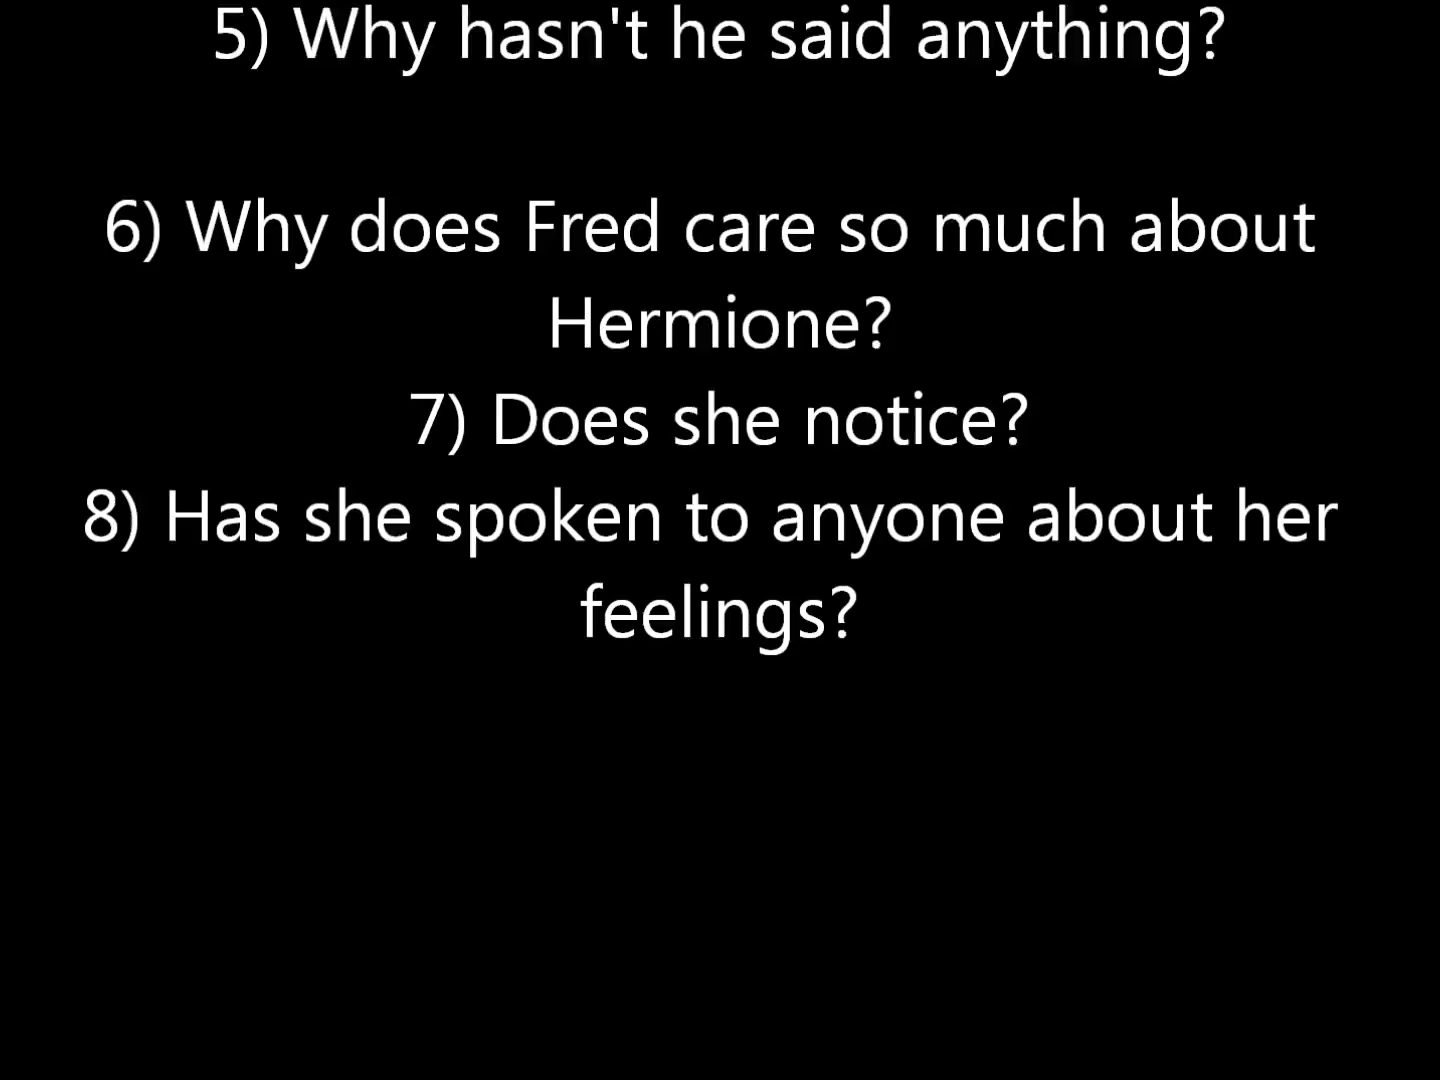 5) Why hasn't he said anything?
6) Why does Fred care so much about
Hermione?
7) Does she notice?
8) Has she spoken to anyone about her
feelings?